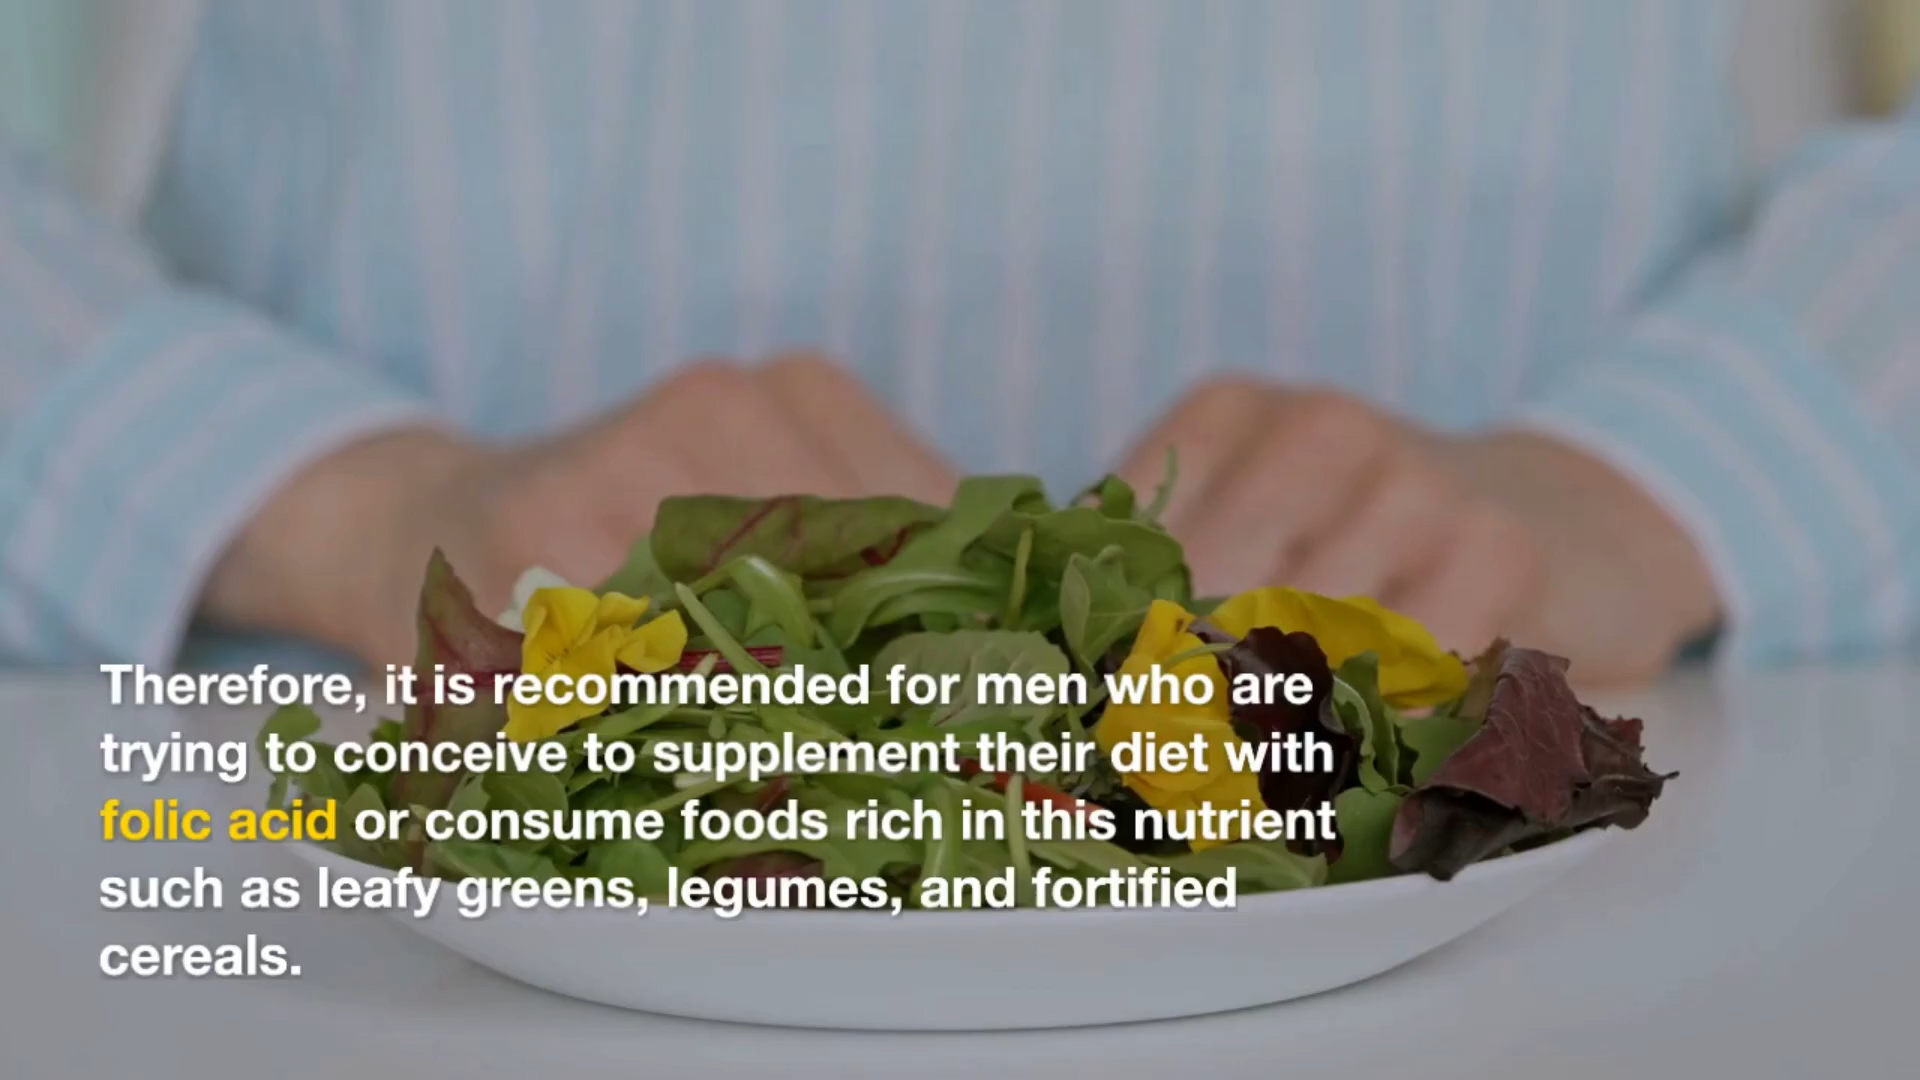 Therefore, it is recommended for men who are
trying to conceive to supplement their diet with
folic acid or consume foods rich in this nutrient
such as leafy greens, legumes, and fortified
cereals.